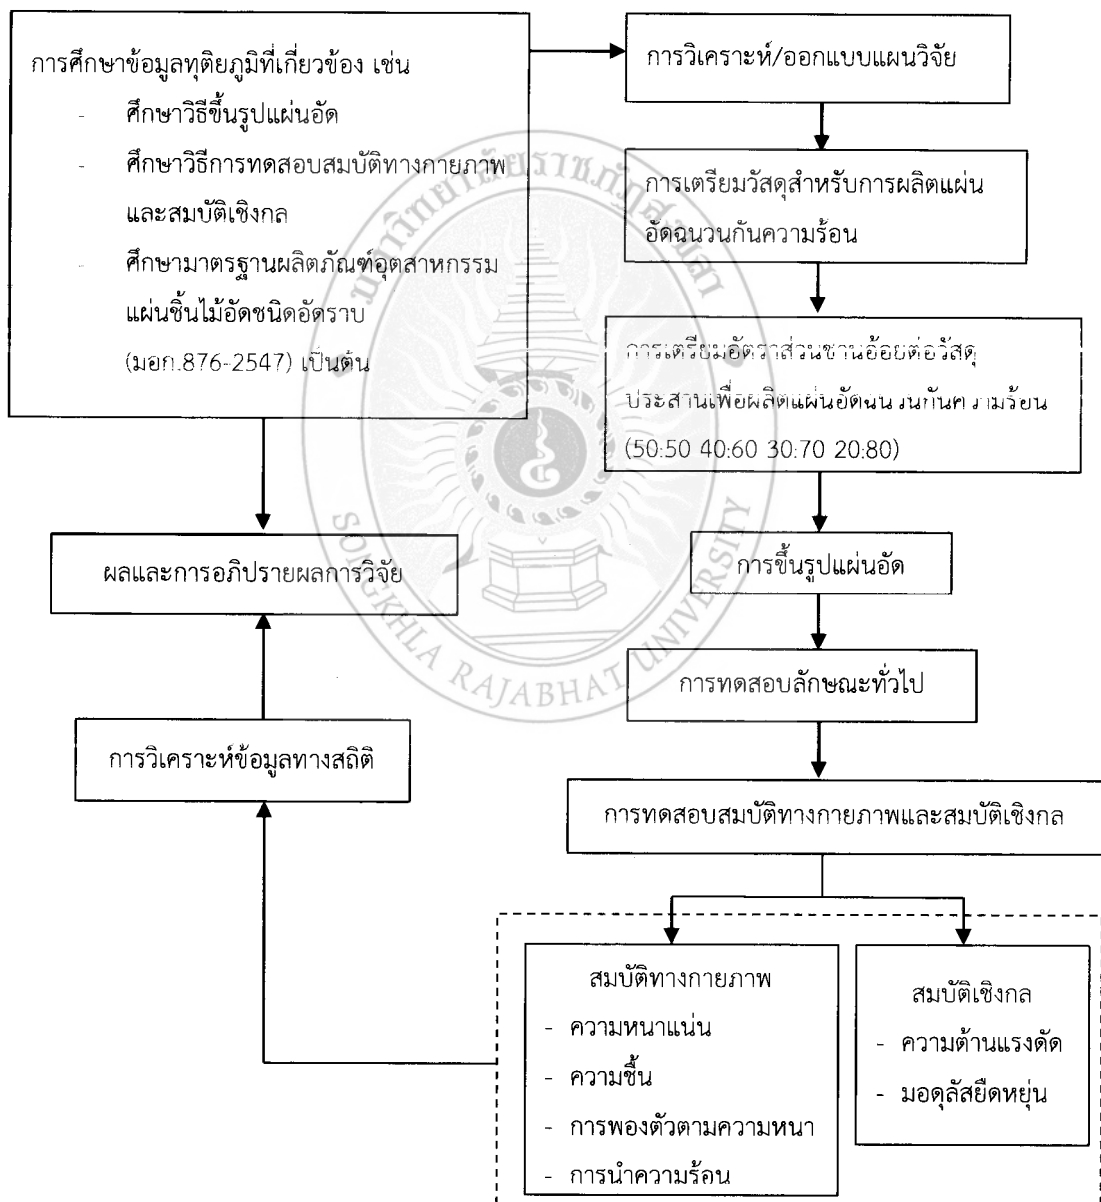 การศึกษาข้อมูลทุติยภูมิที่เกี่ยวข้อง เช่น
- ศึกษาวิธีขึ้นรูปแผ่นอัด
- ศึกษาวิธีการทดสอบสมบัติทางกายภาพ
และสมบัติเชิงกล
- ศึกษามาตรฐานผลิตภัณฑ์อุตสาหกรรม
แผ่นชิ้นไม้อัดชนิดอัดราบ
(มอก.876-2547) เป็นต้น
การวิเคราะห์/ออกแบบแผนวิจัย
การเตรียมวัสดุสำหรับการผลิตแผ่น
อัดฉนวนกันความร้อน
การเตรียมอัตราส่วนชานอ้อยต่อวัสดุ
ประสานเพื่อผลิตแผ่นอัดฉนวนกันความร้อน
(50:50 40:60 30:70 20:80)
การขึ้นรูปแผ่นอัด
การทดสอบลักษณะทั่วไป
การทดสอบสมบัติทางกายภาพและสมบัติเชิงกล
สมบัติทางกายภาพ
- ความหนาแน่น
- ความชื้น
- การพองตัวตามความหนา
- การนำความร้อน
สมบัติเชิงกล
- ความต้านแรงดัด
- มอดุลัสยืดหยุ่น
การวิเคราะห์ข้อมูลทางสถิติ
ผลและการอภิปรายผลการวิจัย
มหาวิทยาลัยราชภัฏสงขลา
SONGKHLA RAJABHAT UNIVERSITY